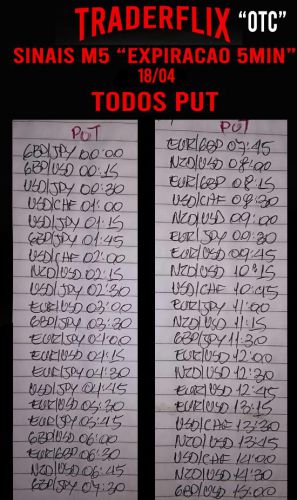 TRADERFLIX "OTC"
SINAIS M5 "EXPIRACAO 5MIN"
18/04
TODOS PUT
PUT
GBP/JPY 00:00
GBP/USD 00:15
USD/JPY 00:30
USD/CHF 01:00
USD/JPY 01:15
GBP/JPY 01:45
USD/CHF 02:00
NZD/USD 02:15
USD/JPY 02:30
EUR/USD 03:00
GBP/JPY 03:30
EUR/JPY 04:00
EUR/USD 04:15
EUR/JPY 04:30
USD/JPY 04:45
EUR/USD 05:30
EUR/JPY 05:45
GBP/USD 06:00
EUR/GBP 06:30
NZD/USD 06:45
GBP/JPY 07:30
PUT
EUR/GBP 07:45
NZD/USD 08:00
EUR/GBP 08:15
USD/CHF 08:30
NZD/USD 09:00
EUR/JPY 09:30
EUR/USD 09:45
NZD/USD 10:15
USD/CHF 10:45
EUR/JPY 11:00
NZD/USD 11:15
GBP/JPY 11:30
EUR/USD 12:00
NZD/USD 12:30
EUR/USD 12:45
EUR/USD 13:15
USD/CHF 13:30
NZD/USD 13:45
USD/CHF 14:00
NZD/USD 14:30
GBP/USD 15:00